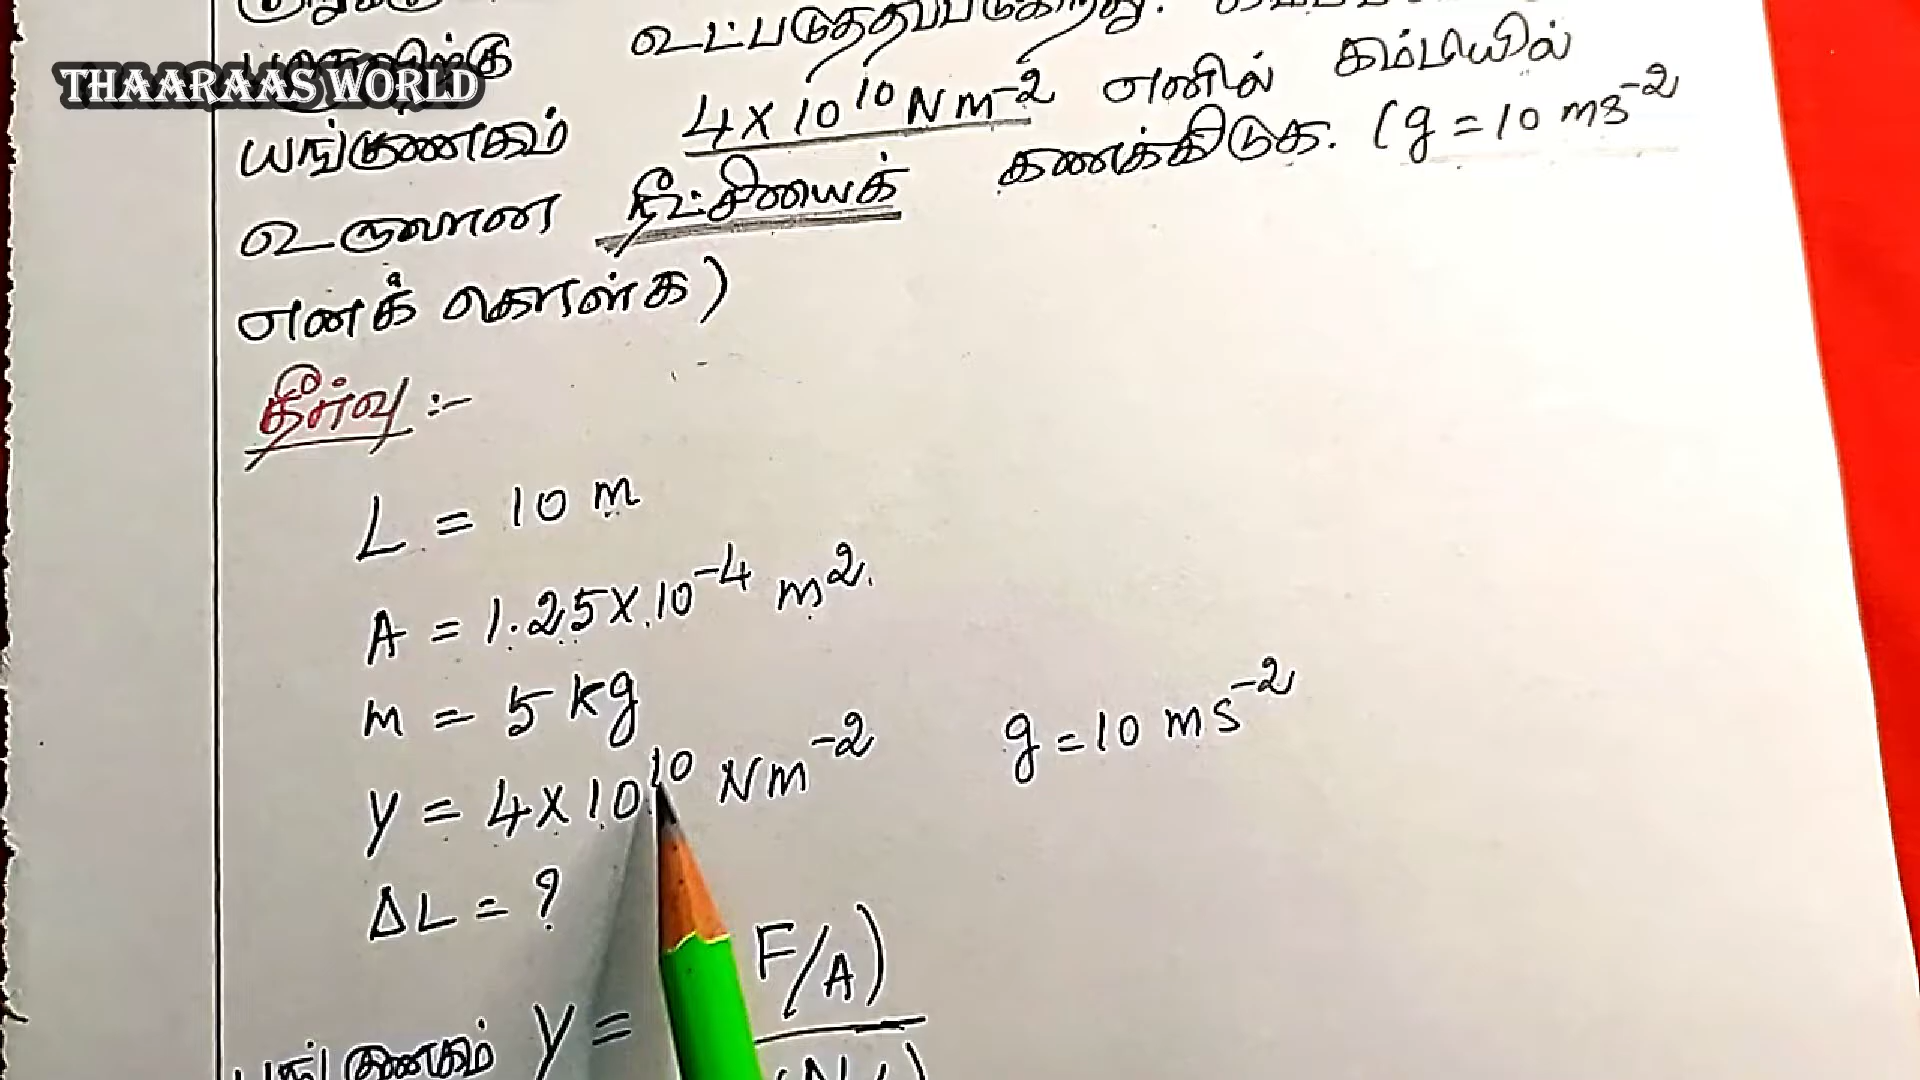 THAARAAS WORLD
உட்படுத்தப்படுகிறது.
யங்குணகம் 4 x 10¹⁰ Nm⁻² எனில் கம்பியில்
உருவான நீட்சியைக் கணக்கிடுக. (g = 10 ms⁻²
எனக் கொள்க)
தீர்வு :-
L = 10 m
A = 1.25 x 10⁻⁴ m².
m = 5 kg
y = 4 x 10¹⁰ Nm⁻² g = 10 ms⁻²
ΔL = ?
யங்குணகம் y = F/A)